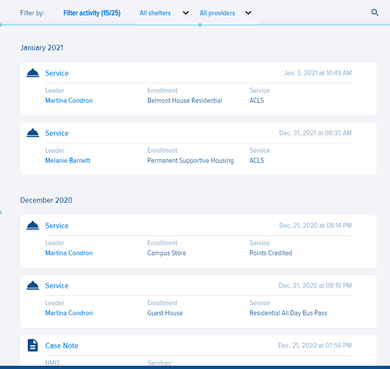 Filter by: Filter activity (15/25) All shelters All providers
January 2021
Service Jan. 3, 2021 at 10:49 AM
Leader Enrollment Service
Martina Condron Belmont House Residential ACLS
Service Dec. 31, 2021 at 08:35 AM
Leader Enrollment Service
Melanie Barnett Permanent Supportive Housing ACLS
December 2020
Service Dec. 21, 2020 at 08:14 PM
Leader Enrollment Service
Martina Condron Campus Store Points Credited
Service Dec. 21, 2020 at 08:10 PM
Leader Enrollment Service
Martina Condron Guest House Residential All Day Bus Pass
Case Note Dec. 21, 2020 at 07:56 PM
HMIS Services